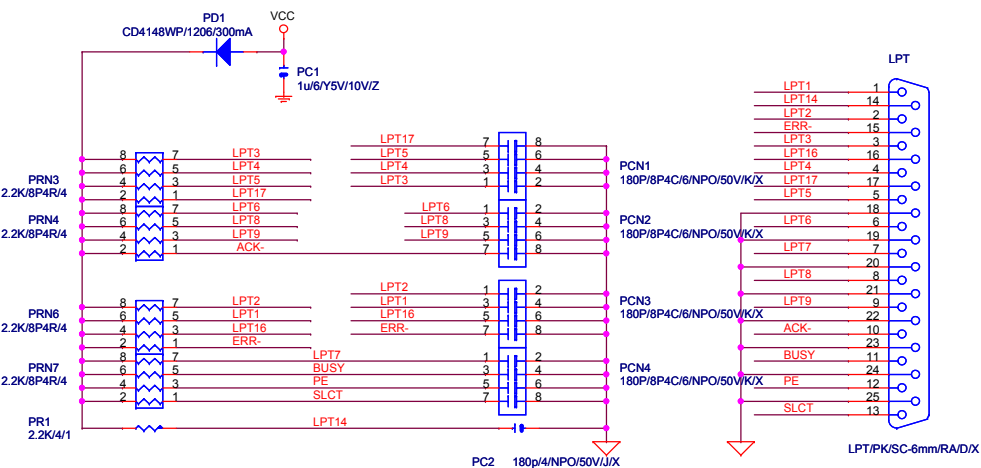 PD1
CD4148WP/1206/300mA
VCC
PC1
1u/6/Y5V/10V/Z
PRN3
2.2K/8P4R/4
8 7 LPT3
6 5 LPT4
4 3 LPT5
2 1 LPT17
PRN4
2.2K/8P4R/4
8 7 LPT6
6 5 LPT8
4 3 LPT9
2 1 ACK-
PRN6
2.2K/8P4R/4
8 7 LPT2
6 5 LPT1
4 3 LPT16
2 1 ERR-
PRN7
2.2K/8P4R/4
8 7 LPT7
6 5 BUSY
4 3 PE
2 1 SLCT
PR1
2.2K/4/1
LPT14
LPT17 7 8
LPT5 5 6
LPT4 3 4
LPT3 1 2
PCN1
180P/8P4C/6/NPO/50V/K/X
LPT6 1 2
LPT8 3 4
LPT9 5 6
7 8
PCN2
180P/8P4C/6/NPO/50V/K/X
LPT2 1 2
LPT1 3 4
LPT16 5 6
ERR- 7 8
PCN3
180P/8P4C/6/NPO/50V/K/X
1 2
3 4
5 6
7 8
PCN4
180P/8P4C/6/NPO/50V/K/X
PC2
180p/4/NPO/50V/J/X
LPT
LPT1 1
LPT14 14
LPT2 2
ERR- 15
LPT3 3
LPT16 16
LPT4 4
LPT17 17
LPT5 5
18
LPT6 6
19
LPT7 7
20
LPT8 8
21
LPT9 9
22
ACK- 10
23
BUSY 11
24
PE 12
25
SLCT 13
LPT/PK/SC-6mm/RA/D/X